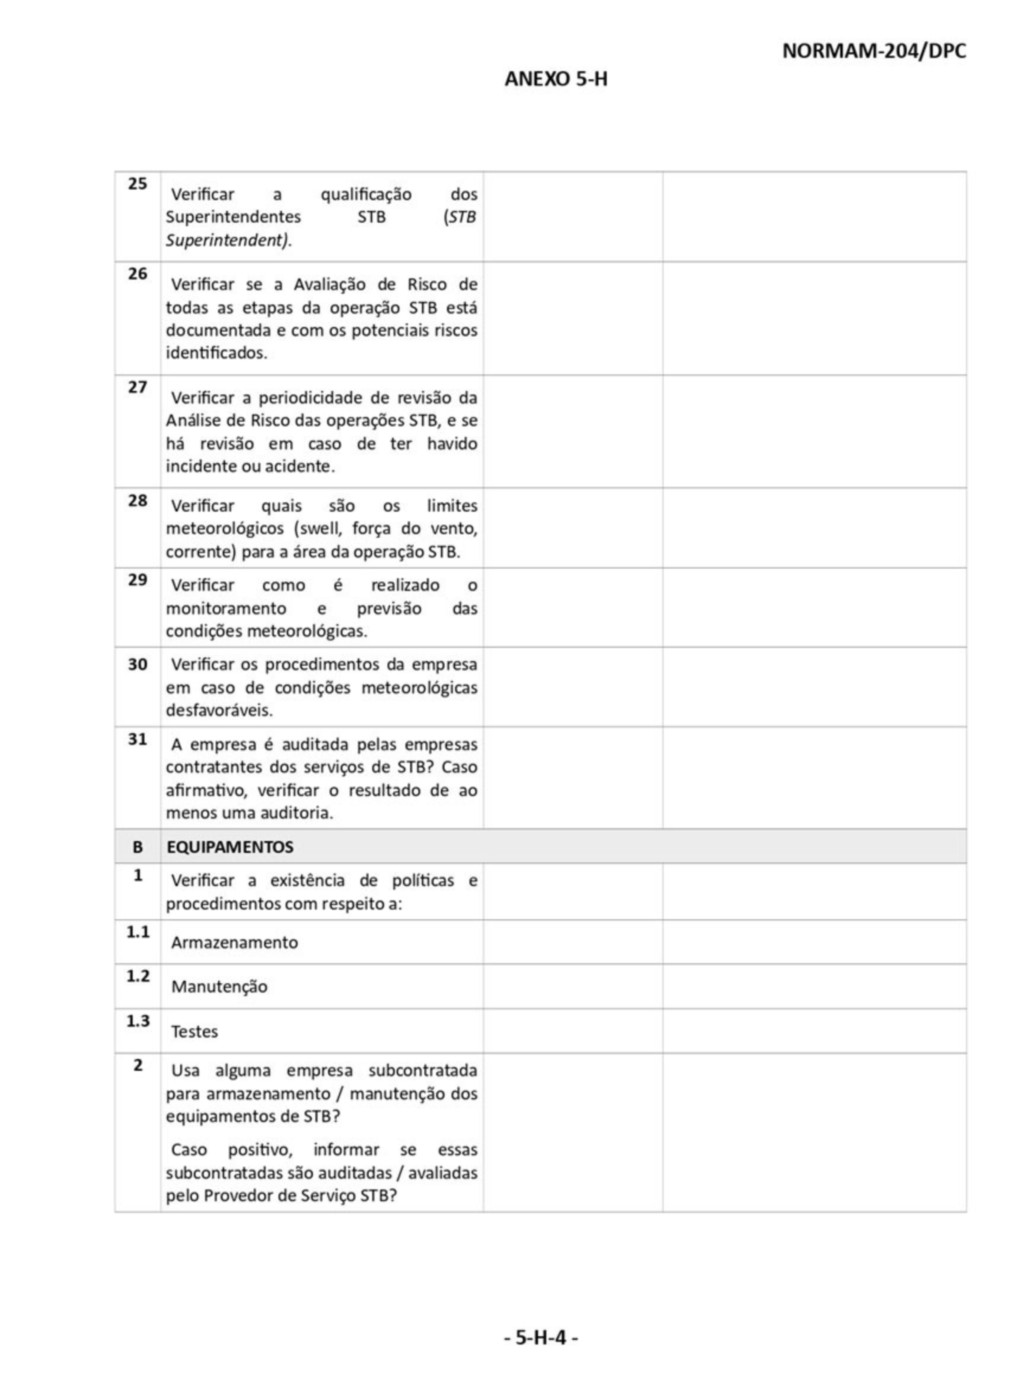 NORMAM-204/DPC
ANEXO 5-H
25 Verificar a qualificação dos
Superintendentes STB (STB
Superintendent).
26 Verificar se a Avaliação de Risco de
todas as etapas da operação STB está
documentada e com os potenciais riscos
identificados.
27 Verificar a periodicidade de revisão da
Análise de Risco das operações STB, e se
há revisão em caso de ter havido
incidente ou acidente.
28 Verificar quais são os limites
meteorológicos (swell, força do vento,
corrente) para a área da operação STB.
29 Verificar como é realizado o
monitoramento e previsão das
condições meteorológicas.
30 Verificar os procedimentos da empresa
em caso de condições meteorológicas
desfavoráveis.
31 A empresa é auditada pelas empresas
contratantes dos serviços de STB? Caso
afirmativo, verificar o resultado de ao
menos uma auditoria.
B EQUIPAMENTOS
1 Verificar a existência de políticas e
procedimentos com respeito a:
1.1 Armazenamento
1.2 Manutenção
1.3 Testes
2 Usa alguma empresa subcontratada
para armazenamento / manutenção dos
equipamentos de STB?
Caso positivo, informar se essas
subcontratadas são auditadas / avaliadas
pelo Provedor de Serviço STB?
- 5-H-4 -